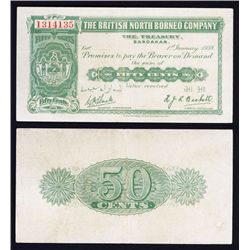 1314135
THE BRITISH NORTH BORNEO COMPANY
THE TREASURY
SANDAKAN.
1st January 1938
Promises to pay the Bearer on Demand
the sum of
FIFTY CENTS
Value received
Fifty Cents
50
CENTS